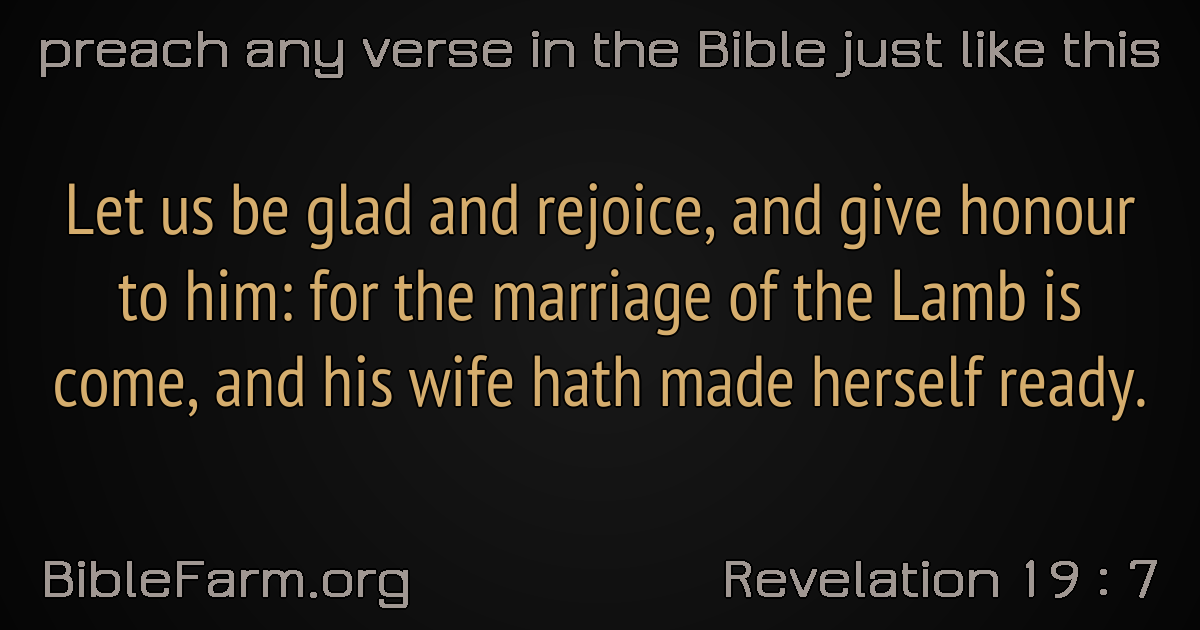 preach any verse in the Bible just like this
Let us be glad and rejoice, and give honour
to him: for the marriage of the Lamb is
come, and his wife hath made herself ready.
BibleFarm.org
Revelation 19 : 7